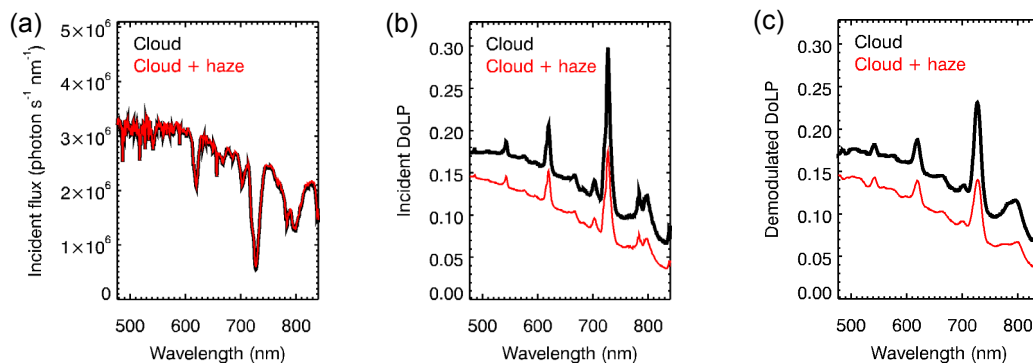 (a)
Incident flux (photon s⁻¹ nm⁻¹)
5×10⁶
4×10⁶
3×10⁶
2×10⁶
1×10⁶
0
Cloud
Cloud + haze
500 600 700 800
Wavelength (nm)
(b)
Incident DoLP
0.30
0.25
0.20
0.15
0.10
0.05
0.00
Cloud
Cloud + haze
500 600 700 800
Wavelength (nm)
(c)
Demodulated DoLP
0.30
0.25
0.20
0.15
0.10
0.05
0.00
Cloud
Cloud + haze
500 600 700 800
Wavelength (nm)